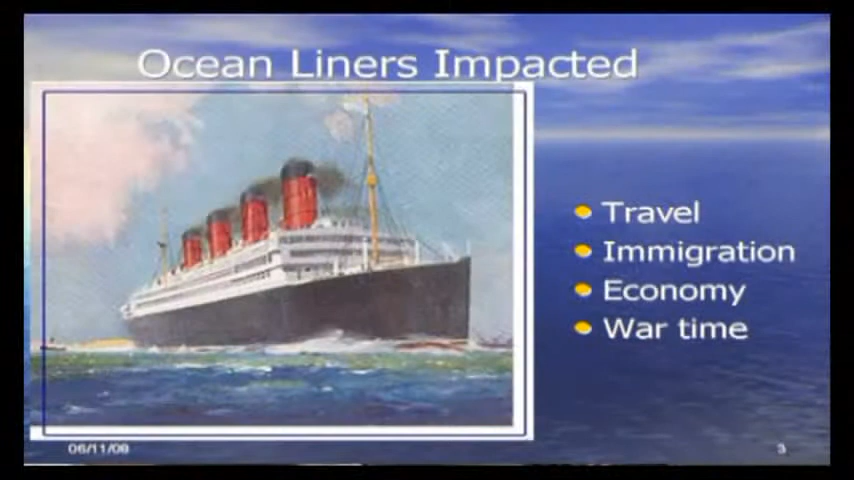 Ocean Liners Impacted
Travel
Immigration
Economy
War time
06/11/08
3